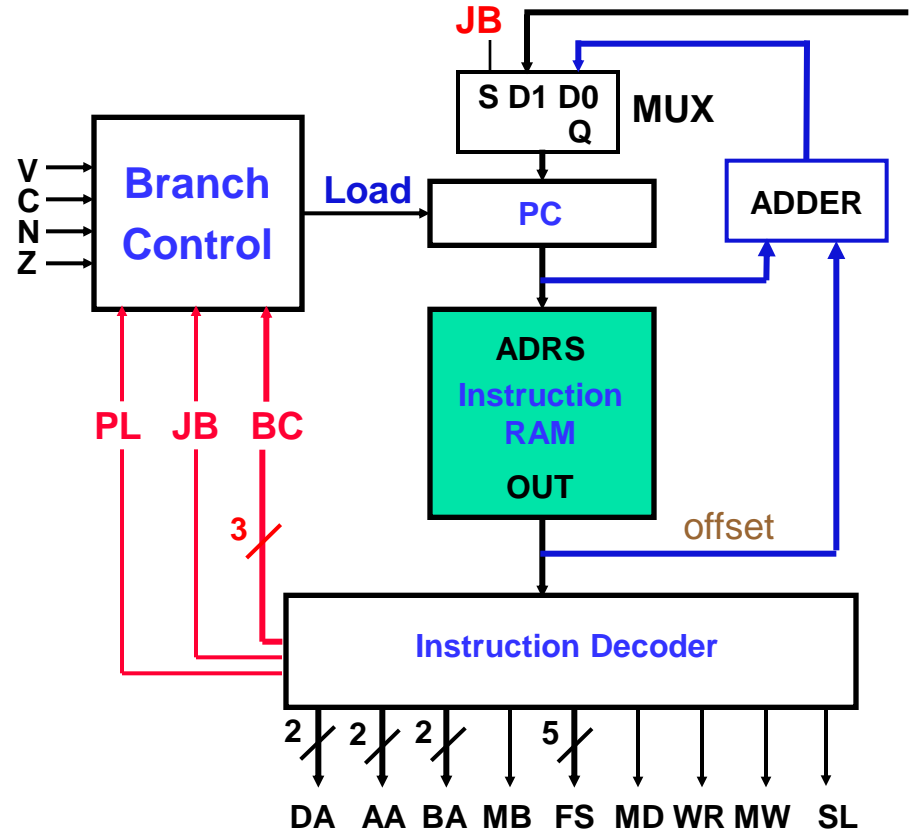 JB
S D1 D0
Q
MUX
V
C
N
Z
Branch
Control
Load
PC
ADDER
ADRS
Instruction
RAM
OUT
PL JB BC
3
offset
Instruction Decoder
2 2 2 5
DA AA BA MB FS MD WR MW SL